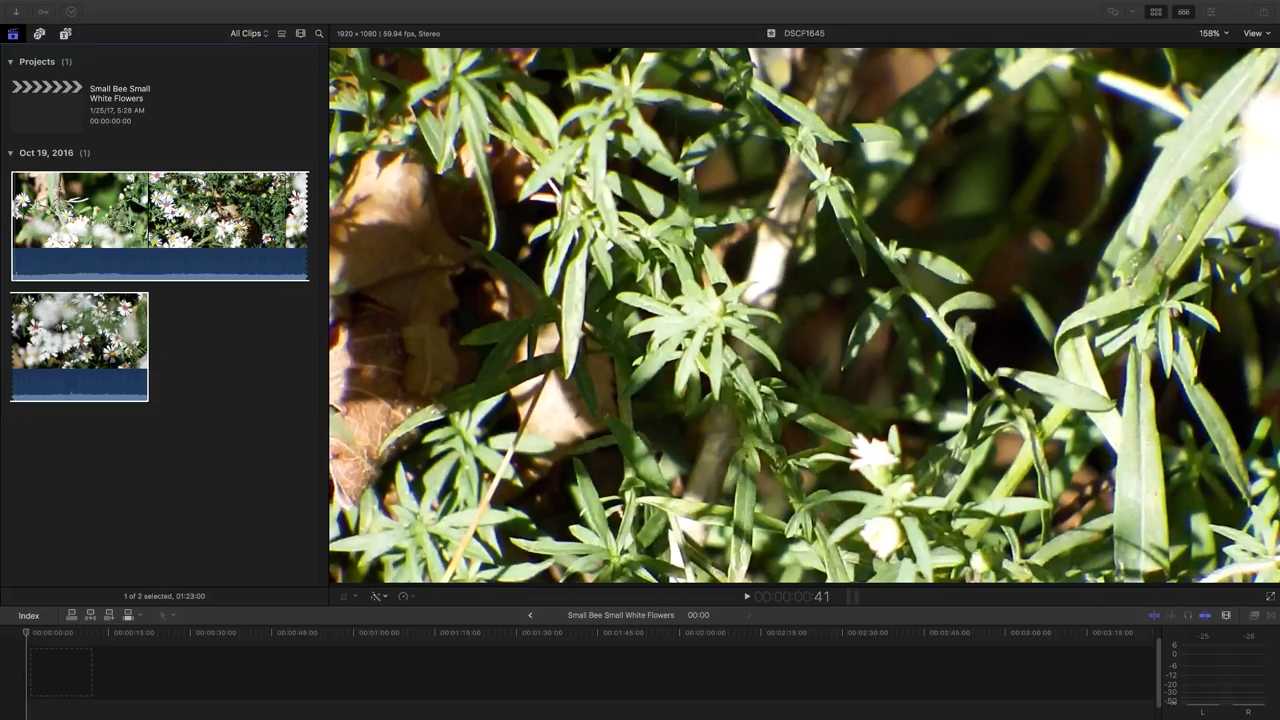 All Clips
1920 × 1080 | 59.94 fps, Stereo
DSCF1645
158%
View
Projects (1)
Small Bee Small
White Flowers
1/25/17, 5:28 AM
00:00:00:00
Oct 19, 2016 (1)
1 of 2 selected, 01:23:00
00:00:00:41
Index
Small Bee Small White Flowers 00:00
00:00:00:00
00:00:15:00
00:00:30:00
00:00:45:00
00:01:00:00
00:01:15:00
00:01:30:00
00:01:45:00
00:02:00:00
00:02:15:00
00:02:30:00
00:02:45:00
00:03:00:00
00:03:15:00
-25
-26
6
0
-6
-12
-20
-30
L
R